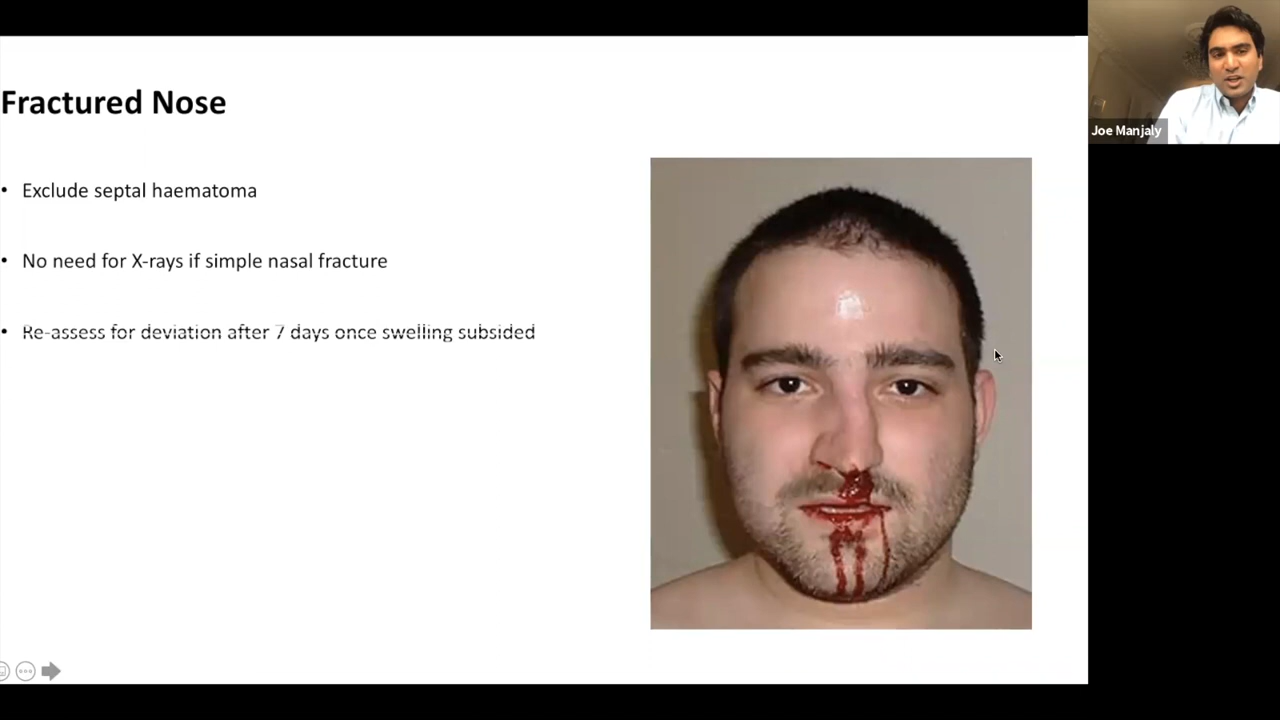 Fractured Nose
• Exclude septal haematoma
• No need for X-rays if simple nasal fracture
• Re-assess for deviation after 7 days once swelling subsided
Joe Manjaly